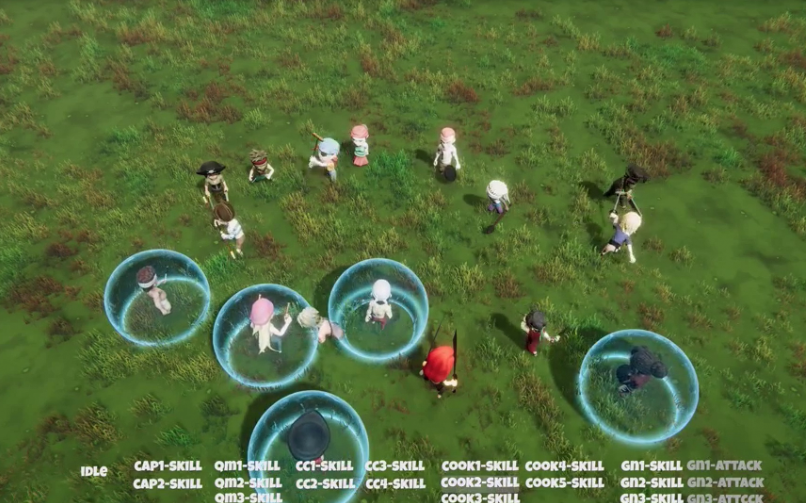 IDLE CAP1-SKILL QM1-SKILL CC1-SKILL CC3-SKILL COOK1-SKILL COOK4-SKILL GN1-SKILL GN1-ATTACK
CAP2-SKILL QM2-SKILL CC2-SKILL CC4-SKILL COOK2-SKILL COOK5-SKILL GN2-SKILL GN2-ATTACK
QM3-SKILL COOK3-SKILL GN3-SKILL GN3-ATTACK